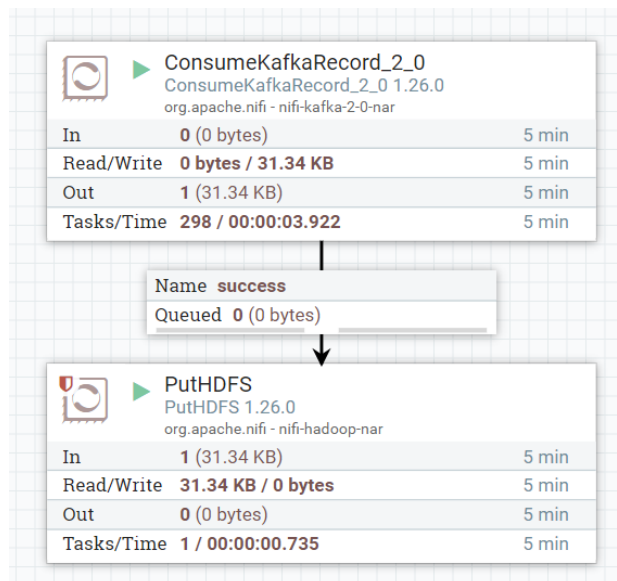 ConsumeKafkaRecord_2_0
ConsumeKafkaRecord_2_0 1.26.0
org.apache.nifi - nifi-kafka-2-0-nar
In 0 (0 bytes) 5 min
Read/Write 0 bytes / 31.34 KB 5 min
Out 1 (31.34 KB) 5 min
Tasks/Time 298 / 00:00:03.922 5 min
Name success
Queued 0 (0 bytes)
PutHDFS
PutHDFS 1.26.0
org.apache.nifi - nifi-hadoop-nar
In 1 (31.34 KB) 5 min
Read/Write 31.34 KB / 0 bytes 5 min
Out 0 (0 bytes) 5 min
Tasks/Time 1 / 00:00:00.735 5 min